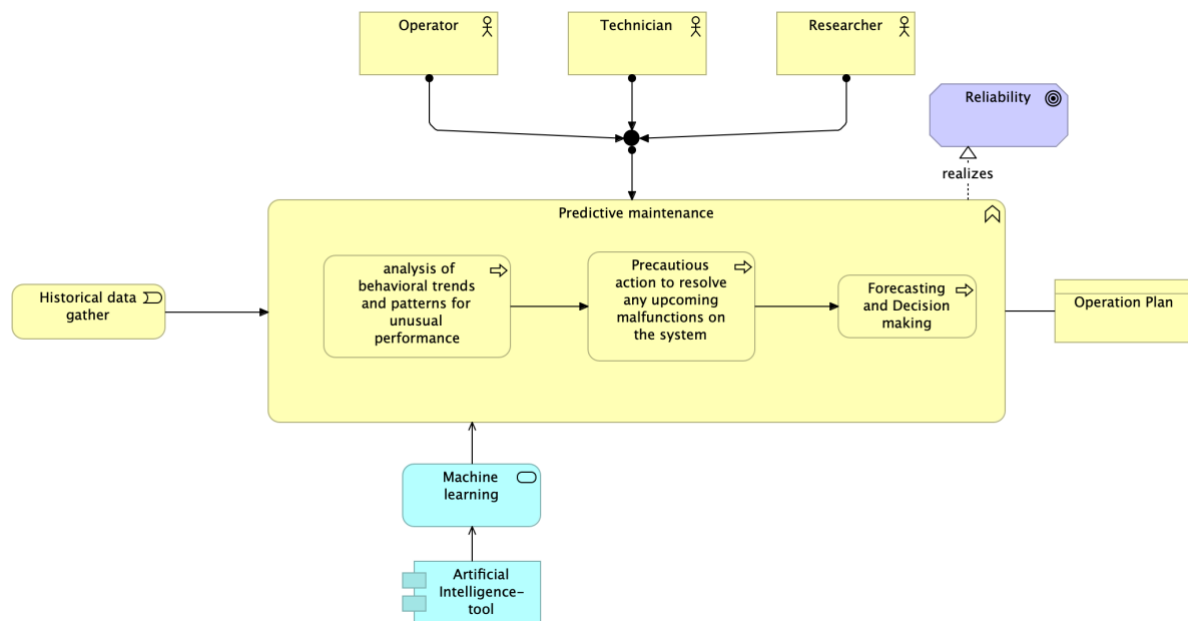 Operator
Technician
Researcher
Reliability
realizes
Predictive maintenance
Historical data
gather
analysis of
behavioral trends
and patterns for
unusual
performance
Precautious
action to resolve
any upcoming
malfunctions on
the system
Forecasting
and Decision
making
Operation Plan
Machine
learning
Artificial
Intelligence-
tool